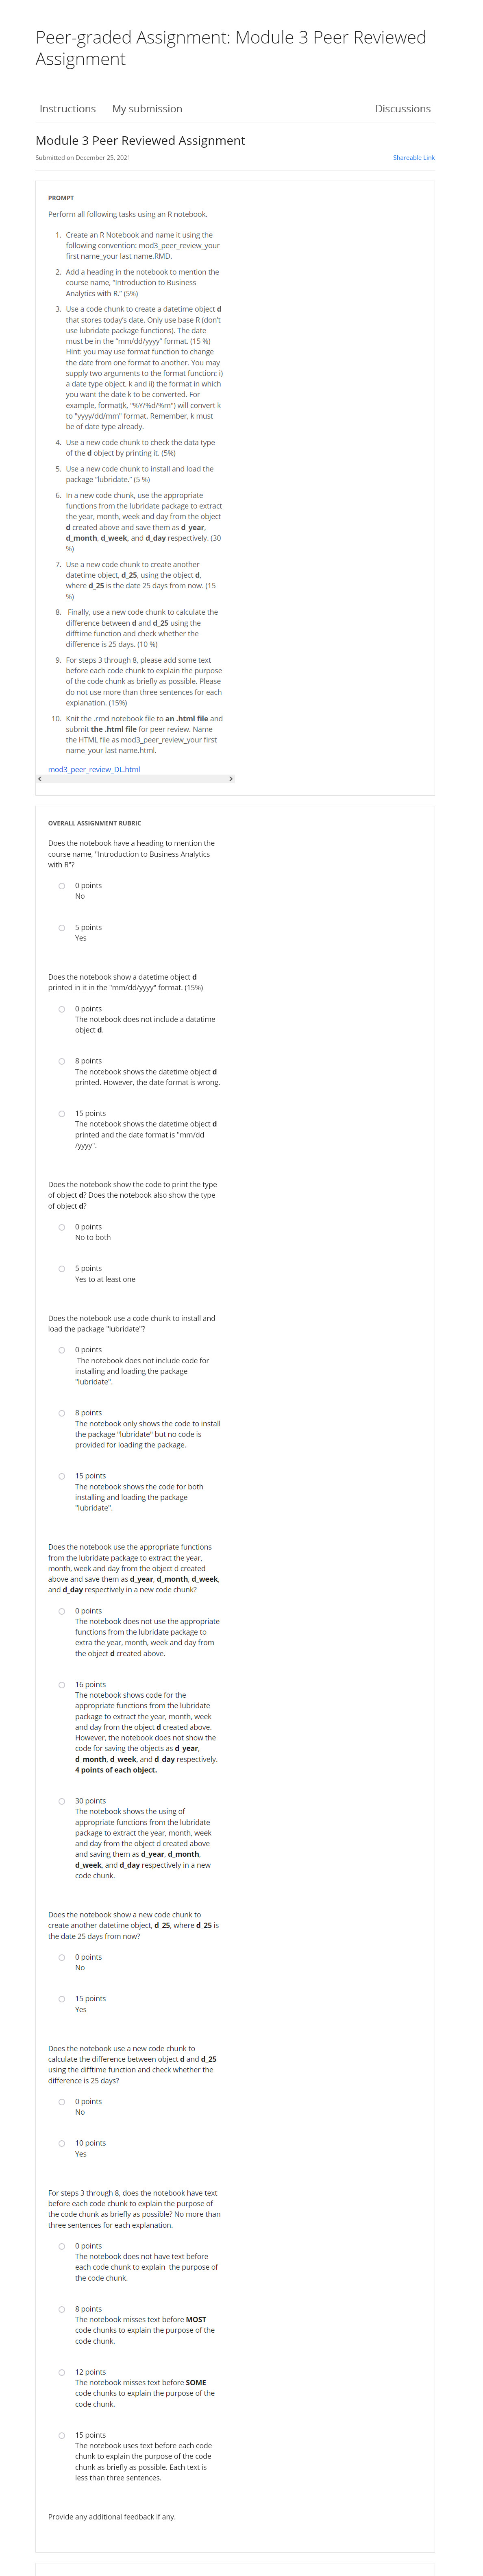 Peer-graded Assignment: Module 3 Peer Reviewed
Assignment
Instructions
My submission
Discussions
Module 3 Peer Reviewed Assignment
Submitted on December 25, 2021
Shareable Link
PROMPT
Perform all following tasks using an R notebook.
1. Create an R Notebook and name it using the
following convention: mod3_peer_review_your
first name_your last name.RMD.
2. Add a heading in the notebook to mention the
course name, "Introduction to Business
Analytics with R." (5%)
3. Use a code chunk to create a datetime object d
that stores today's date. Only use base R (don't
use lubridate package functions). The date
must be in the "mm/dd/yyyy" format. (15 %)
Hint: you may use format function to change
the date from one format to another. You may
supply two arguments to the format function: i)
a date type object, k and ii) the format in which
you want the date k to be converted. For
example, format(k, "%Y/%d/%m") will convert k
to "yyyy/dd/mm" format. Remember, k must
be of date type already.
4. Use a new code chunk to check the data type
of the d object by printing it. (5%)
5. Use a new code chunk to install and load the
package "lubridate." (5 %)
6. In a new code chunk, use the appropriate
functions from the lubridate package to extract
the year, month, week and day from the object
d created above and save them as d_year,
d_month, d_week, and d_day respectively. (30
%)
7. Use a new code chunk to create another
datetime object, d_25, using the object d,
where d_25 is the date 25 days from now. (15
%)
8. Finally, use a new code chunk to calculate the
difference between d and d_25 using the
difftime function and check whether the
difference is 25 days. (10 %)
9. For steps 3 through 8, please add some text
before each code chunk to explain the purpose
of the code chunk as briefly as possible. Please
do not use more than three sentences for each
explanation. (15%)
10. Knit the .rmd notebook file to an .html file and
submit the .html file for peer review. Name
the HTML file as mod3_peer_review_your first
name_your last name.html.
mod3_peer_review_DL.html
OVERALL ASSIGNMENT RUBRIC
Does the notebook have a heading to mention the
course name, "Introduction to Business Analytics
with R"?
0 points
No
5 points
Yes
Does the notebook show a datetime object d
printed in it in the "mm/dd/yyyy" format. (15%)
0 points
The notebook does not include a datatime
object d.
8 points
The notebook shows the datetime object d
printed. However, the date format is wrong.
15 points
The notebook shows the datetime object d
printed and the date format is "mm/dd
/yyyy".
Does the notebook show the code to print the type
of object d? Does the notebook also show the type
of object d?
0 points
No to both
5 points
Yes to at least one
Does the notebook use a code chunk to install and
load the package "lubridate"?
0 points
The notebook does not include code for
installing and loading the package
"lubridate".
8 points
The notebook only shows the code to install
the package "lubridate" but no code is
provided for loading the package.
15 points
The notebook shows the code for both
installing and loading the package
"lubridate".
Does the notebook use the appropriate functions
from the lubridate package to extract the year,
month, week and day from the object d created
above and save them as d_year, d_month, d_week,
and d_day respectively in a new code chunk?
0 points
The notebook does not use the appropriate
functions from the lubridate package to
extra the year, month, week and day from
the object d created above.
16 points
The notebook shows code for the
appropriate functions from the lubridate
package to extract the year, month, week
and day from the object d created above.
However, the notebook does not show the
code for saving the objects as d_year,
d_month, d_week, and d_day respectively.
4 points of each object.
30 points
The notebook shows the using of
appropriate functions from the lubridate
package to extract the year, month, week
and day from the object d created above
and saving them as d_year, d_month,
d_week, and d_day respectively in a new
code chunk.
Does the notebook show a new code chunk to
create another datetime object, d_25, where d_25 is
the date 25 days from now?
0 points
No
15 points
Yes
Does the notebook use a new code chunk to
calculate the difference between object d and d_25
using the difftime function and check whether the
difference is 25 days?
0 points
No
10 points
Yes
For steps 3 through 8, does the notebook have text
before each code chunk to explain the purpose of
the code chunk as briefly as possible? No more than
three sentences for each explanation.
0 points
The notebook does not have text before
each code chunk to explain the purpose of
the code chunk.
8 points
The notebook misses text before MOST
code chunks to explain the purpose of the
code chunk.
12 points
The notebook misses text before SOME
code chunks to explain the purpose of the
code chunk.
15 points
The notebook uses text before each code
chunk to explain the purpose of the code
chunk as briefly as possible. Each text is
less than three sentences.
Provide any additional feedback if any.